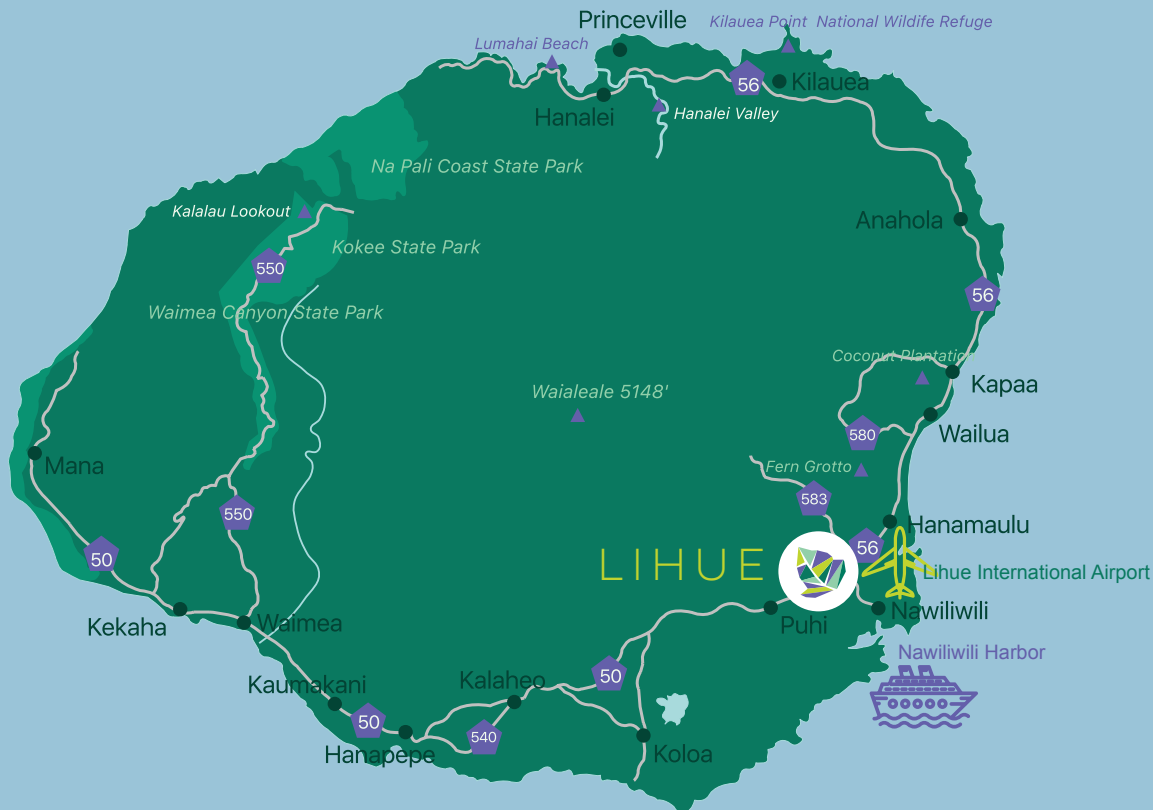 Princeville
Kilauea Point  National Wildlife Refuge
Lumahai Beach
56
Kilauea
Hanalei
Hanalei Valley
Na Pali Coast State Park
Kalalau Lookout
Anahola
Kokee State Park
550
56
Waimea Canyon State Park
Coconut Plantation
Kapaa
Waialeale 5148'
580
Wailua
Mana
Fern Grotto
583
550
Hanamaulu
56
50
LIHUE
Lihue International Airport
Kekaha
Waimea
Puhi
Nawiliwili
Nawiliwili Harbor
50
Kalaheo
Kaumakani
50
540
Hanapepe
Koloa